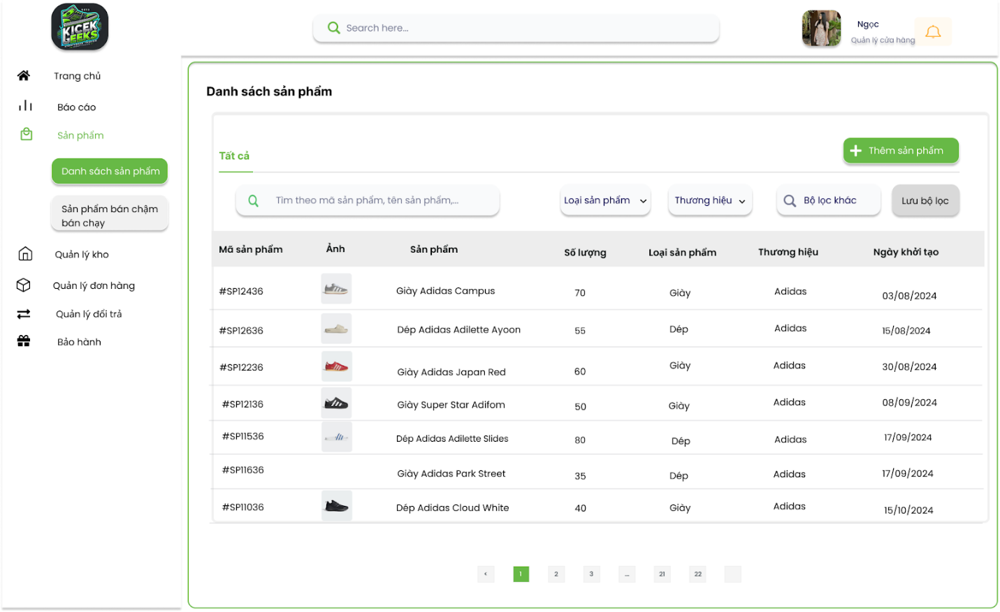 KICEK
GEEKS
Search here...
Ngọc
Quản lý cửa hàng
Trang chủ
Báo cáo
Sản phẩm
Danh sách sản phẩm
Sản phẩm bán chậm
bán chạy
Quản lý kho
Quản lý đơn hàng
Quản lý đổi trả
Bảo hành
Danh sách sản phẩm
Tất cả
Thêm sản phẩm
Tìm theo mã sản phẩm, tên sản phẩm,...
Loại sản phẩm
Thương hiệu
Bộ lọc khác
Lưu bộ lọc
Mã sản phẩm Ảnh Sản phẩm Số lượng Loại sản phẩm Thương hiệu Ngày khởi tạo
#SP12436 Giày Adidas Campus 70 Giày Adidas 03/08/2024
#SP12636 Dép Adidas Adilette Ayoon 55 Dép Adidas 15/08/2024
#SP12236 Giày Adidas Japan Red 60 Giày Adidas 30/08/2024
#SP12136 Giày Super Star Adifom 50 Giày Adidas 08/09/2024
#SP11536 Dép Adidas Adilette Slides 80 Dép Adidas 17/09/2024
#SP11636 Giày Adidas Park Street 35 Dép Adidas 17/09/2024
#SP11036 Dép Adidas Cloud White 40 Giày Adidas 15/10/2024
< 1 2 3 ... 21 22